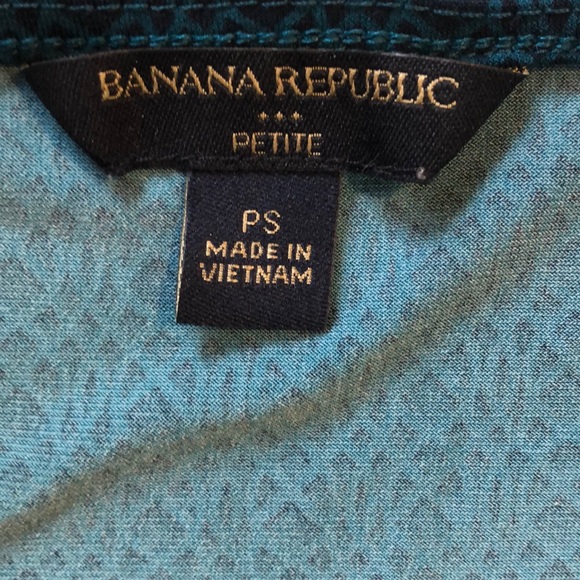 BANANA REPUBLIC
PETITE
PS
MADE IN
VIETNAM